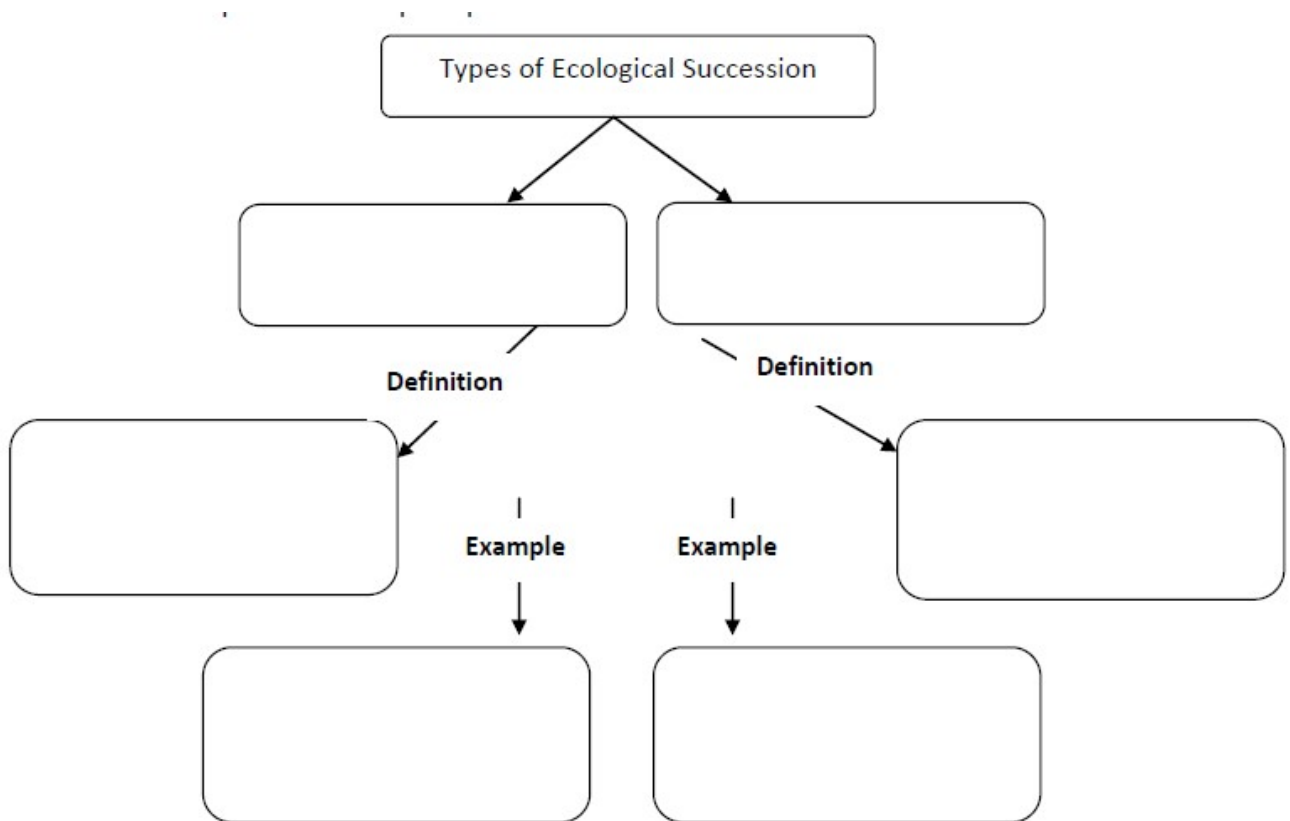 Types of Ecological Succession
Definition
Definition
Example
Example